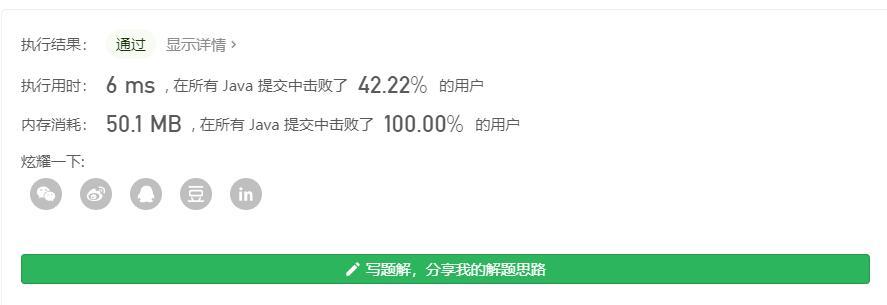 执行结果： 通过 显示详情 ›
执行用时： 6 ms ，在所有 Java 提交中击败了 42.22% 的用户
内存消耗： 50.1 MB ，在所有 Java 提交中击败了 100.00% 的用户
炫耀一下:
豆 in
写题解，分享我的解题思路